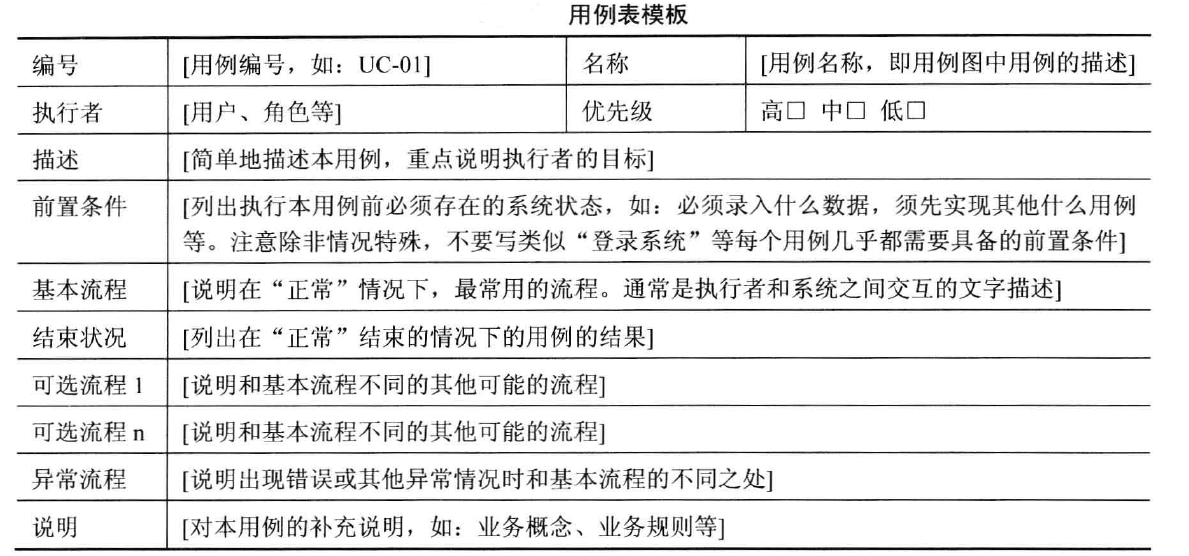 用例表模板
编号 [用例编号，如：UC-01] 名称 [用例名称，即用例图中用例的描述]
执行者 [用户、角色等] 优先级 高□ 中□ 低□
描述 [简单地描述本用例，重点说明执行者的目标]
前置条件 [列出执行本用例前必须存在的系统状态，如：必须录入什么数据，须先实现其他什么用例
等。注意除非情况特殊，不要写类似“登录系统”等每个用例几乎都需要具备的前置条件]
基本流程 [说明在“正常”情况下，最常用的流程。通常是执行者和系统之间交互的文字描述]
结束状况 [列出在“正常”结束的情况下的用例的结果]
可选流程 1 [说明和基本流程不同的其他可能的流程]
可选流程 n [说明和基本流程不同的其他可能的流程]
异常流程 [说明出现错误或其他异常情况时和基本流程的不同之处]
说明 [对本用例的补充说明，如：业务概念、业务规则等]